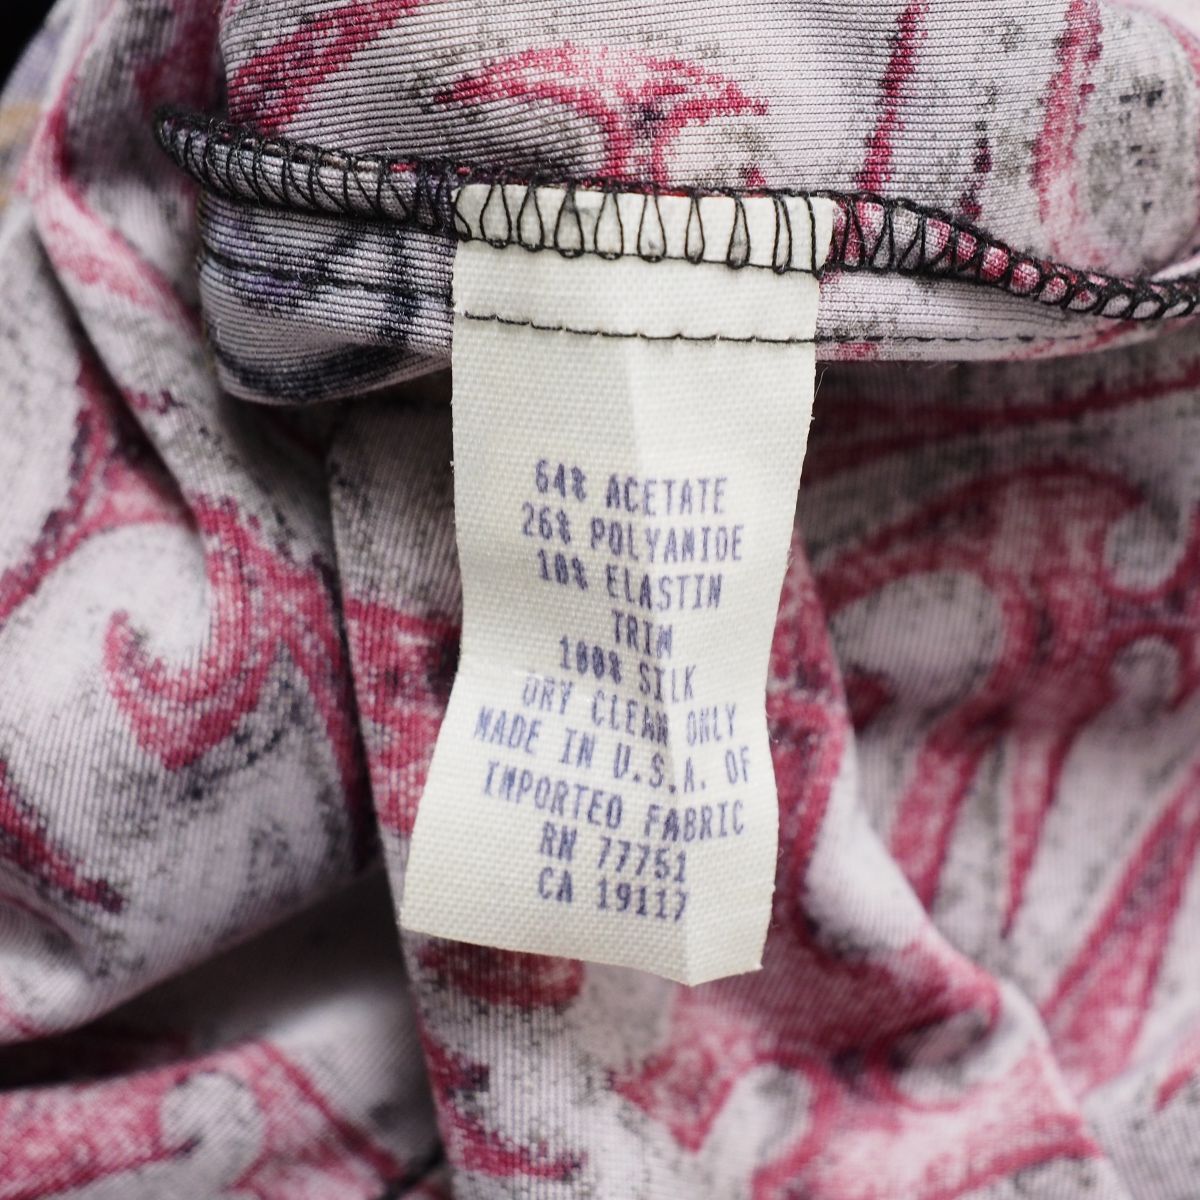 64% ACETATE
26% POLYAMIDE
10% ELASTIN
TRIM
100% SILK
DRY CLEAN ONLY
MADE IN U.S.A. OF
IMPORTED FABRIC
RN 77751
CA 19117